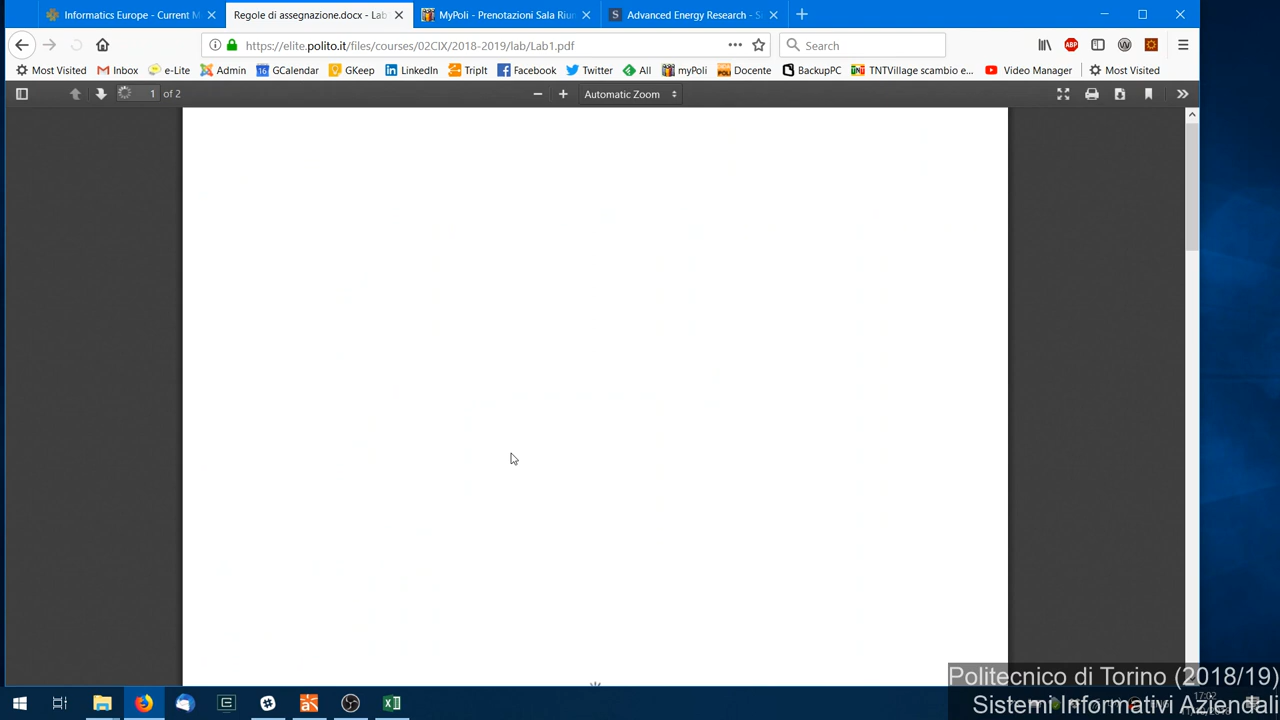 Informatics Europe - Current M
Regole di assegnazione.docx - Lab
MyPoli - Prenotazioni Sala Riun
Advanced Energy Research - S
https://elite.polito.it/files/courses/02CIX/2018-2019/lab/Lab1.pdf
Search
Most Visited
Inbox
e-Lite
Admin
GCalendar
GKeep
LinkedIn
TripIt
Facebook
Twitter
All
myPoli
Docente
BackupPC
TNTVillage scambio e...
Video Manager
Most Visited
1 of 2
Automatic Zoom
Politecnico di Torino (2018/19)
17:02
Sistemi Informativi Aziendali